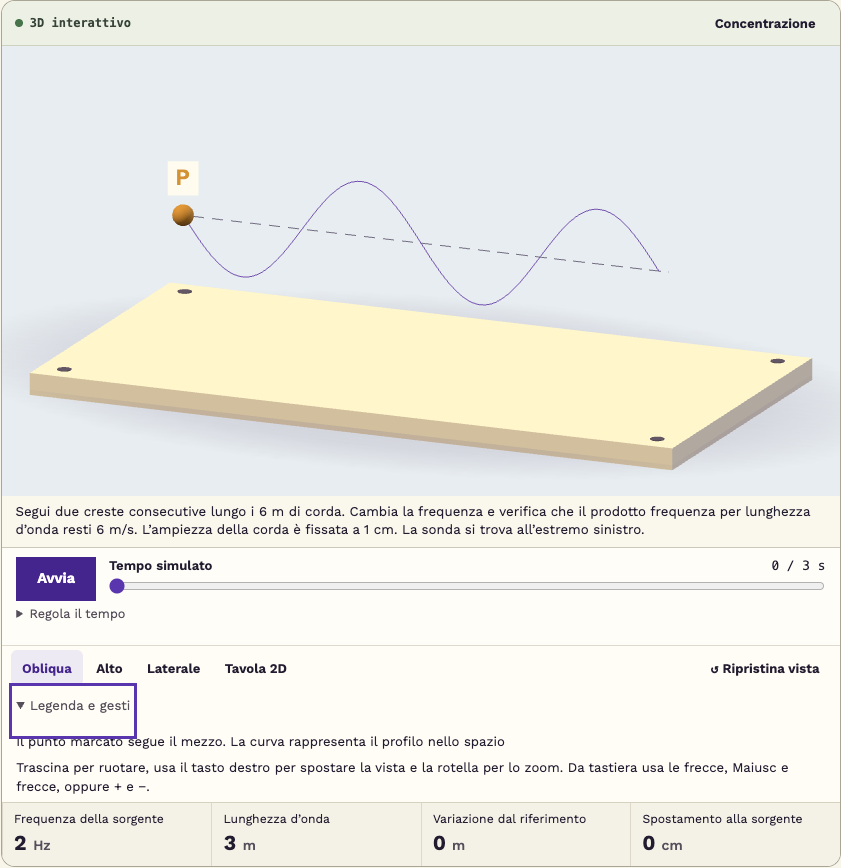 3D interattivo
Concentrazione
P
Segui due creste consecutive lungo i 6 m di corda. Cambia la frequenza e verifica che il prodotto frequenza per lunghezza
d’onda resti 6 m/s. L’ampiezza della corda è fissata a 1 cm. La sonda si trova all’estremo sinistro.
Avvia
Tempo simulato
0 / 3 s
▶ Regola il tempo
Obliqua
Alto
Laterale
Tavola 2D
↺ Ripristina vista
▼ Legenda e gesti
Il punto marcato segue il mezzo. La curva rappresenta il profilo nello spazio
Trascina per ruotare, usa il tasto destro per spostare la vista e la rotella per lo zoom. Da tastiera usa le frecce, Maiusc e
frecce, oppure + e −.
Frequenza della sorgente
2 Hz
Lunghezza d’onda
3 m
Variazione dal riferimento
0 m
Spostamento alla sorgente
0 cm